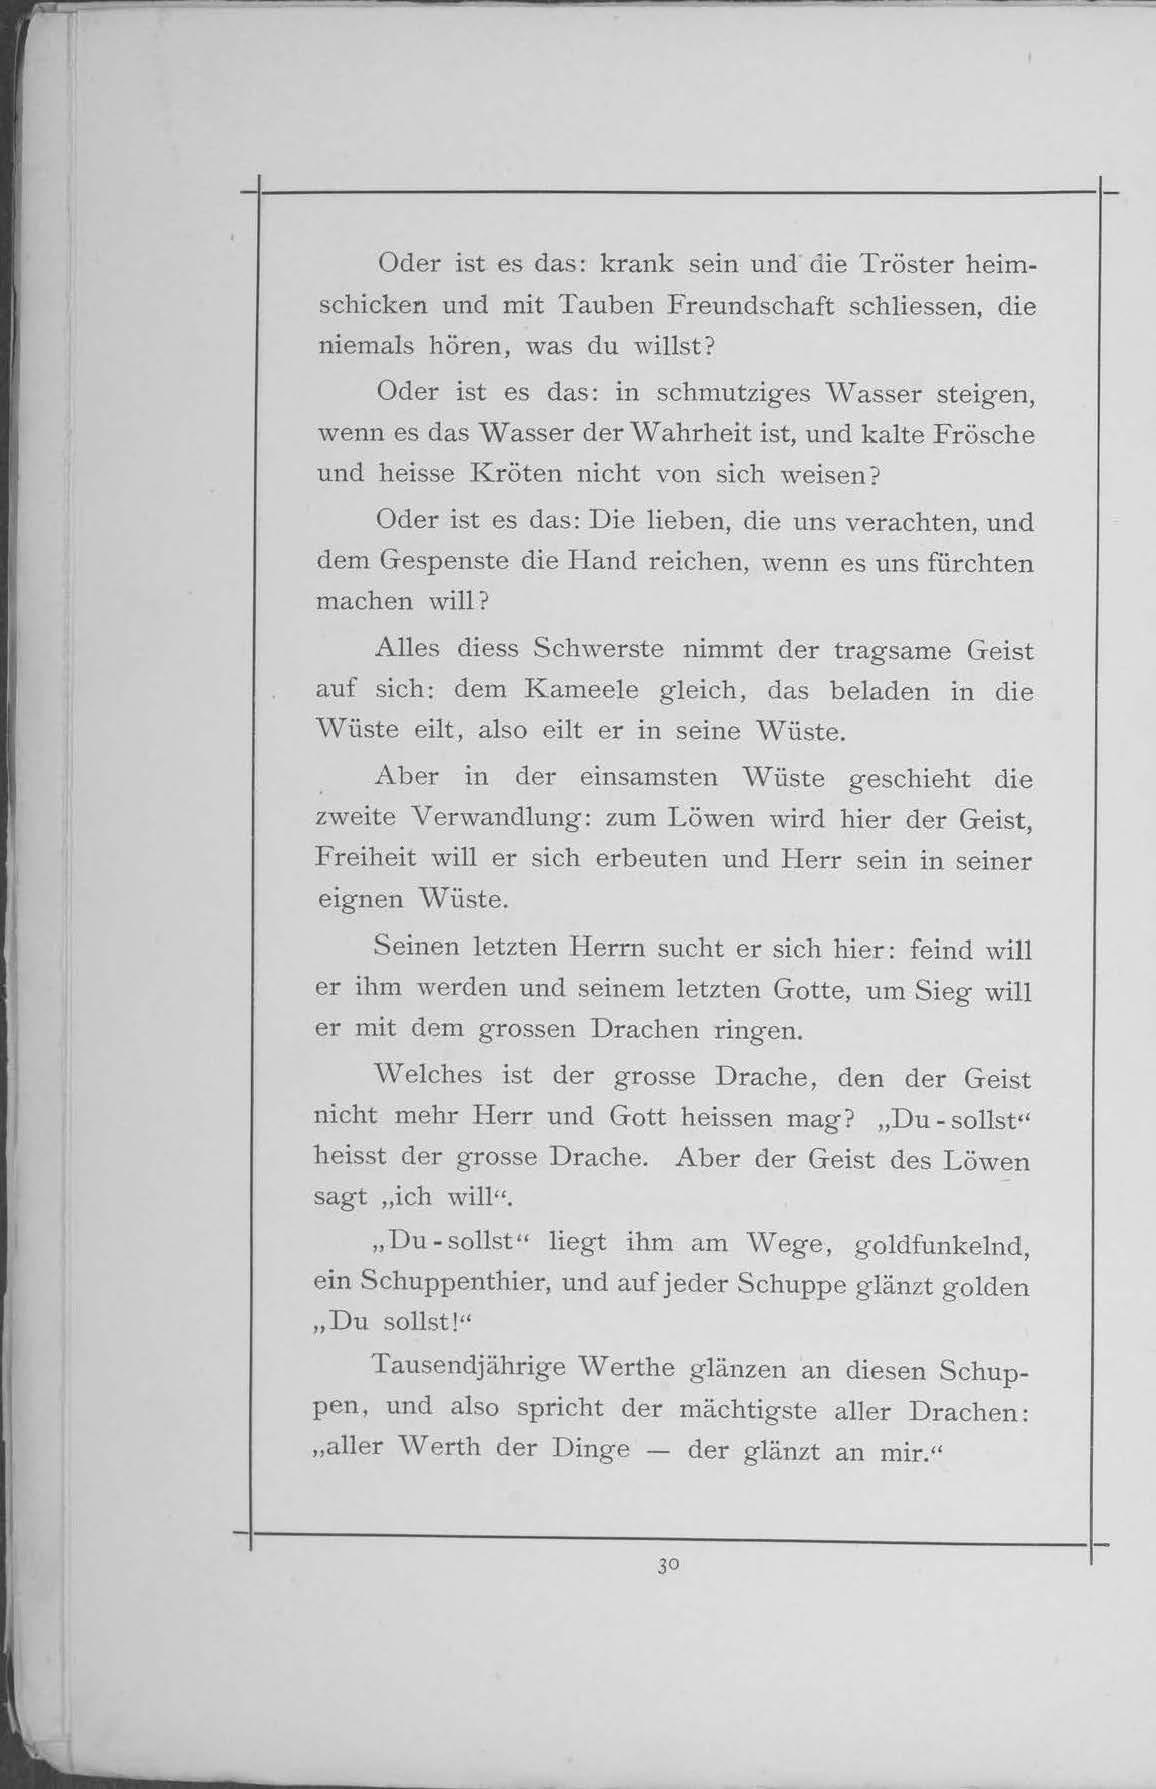 Oder ist es das: krank sein und die Tröster heim-
schicken und mit Tauben Freundschaft schliessen, die
niemals hören, was du willst?
Oder ist es das: in schmutziges Wasser steigen,
wenn es das Wasser der Wahrheit ist, und kalte Frösche
und heisse Kröten nicht von sich weisen?
Oder ist es das: Die lieben, die uns verachten, und
dem Gespenste die Hand reichen, wenn es uns fürchten
machen will?
Alles diess Schwerste nimmt der tragsame Geist
auf sich: dem Kameele gleich, das beladen in die
Wüste eilt, also eilt er in seine Wüste.
Aber in der einsamsten Wüste geschieht die
zweite Verwandlung: zum Löwen wird hier der Geist,
Freiheit will er sich erbeuten und Herr sein in seiner
eignen Wüste.
Seinen letzten Herrn sucht er sich hier: feind will
er ihm werden und seinem letzten Gotte, um Sieg will
er mit dem grossen Drachen ringen.
Welches ist der grosse Drache, den der Geist
nicht mehr Herr und Gott heissen mag? „Du-sollst“
heisst der grosse Drache. Aber der Geist des Löwen
sagt „ich will“.
„Du-sollst“ liegt ihm am Wege, goldfunkelnd,
ein Schuppenthier, und auf jeder Schuppe glänzt golden
„Du sollst!“
Tausendjährige Werthe glänzen an diesen Schup-
pen, und also spricht der mächtigste aller Drachen:
„aller Werth der Dinge — der glänzt an mir.“
30